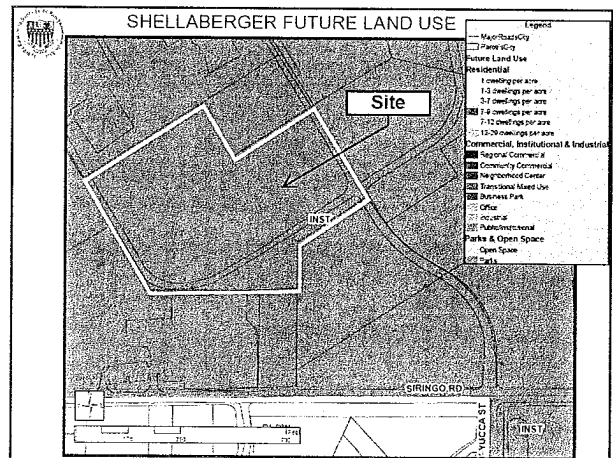 SHELLABERGER FUTURE LAND USE
Legend
MajorRoadsCity
ParcelsCity
Future Land Use
Residential
1 dwelling per acre
1-3 dwellings per acre
3-7 dwellings per acre
7-9 dwellings per acre
7-12 dwellings per acre
12-29 dwellings per acre
Commercial, Institutional & Industrial
Regional Commercial
Community Commercial
Neighborhood Center
Transitional Mixed Use
Business Park
Office
Industrial
Public/Institutional
Parks & Open Space
Open Space
Parks
Site
INST
SIRINGO RD
YUCCA ST
INST